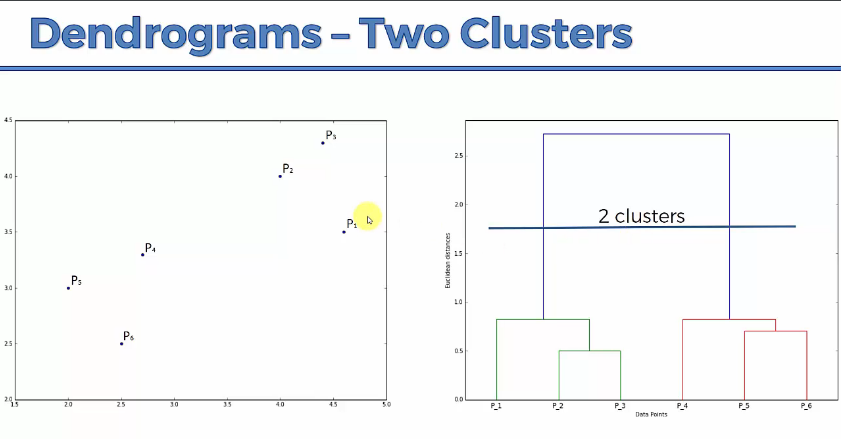 Dendrograms – Two Clusters
4.5
4.0
3.5
3.0
2.5
2.0
1.5 2.0 2.5 3.0 3.5 4.0 4.5 5.0
P₃
P₂
P₁
P₄
P₅
P₆
2.5
2.0
1.5
1.0
0.5
0.0
Euclidean distances
2 clusters
P_1 P_2 P_3 P_4 P_5 P_6
Data Points